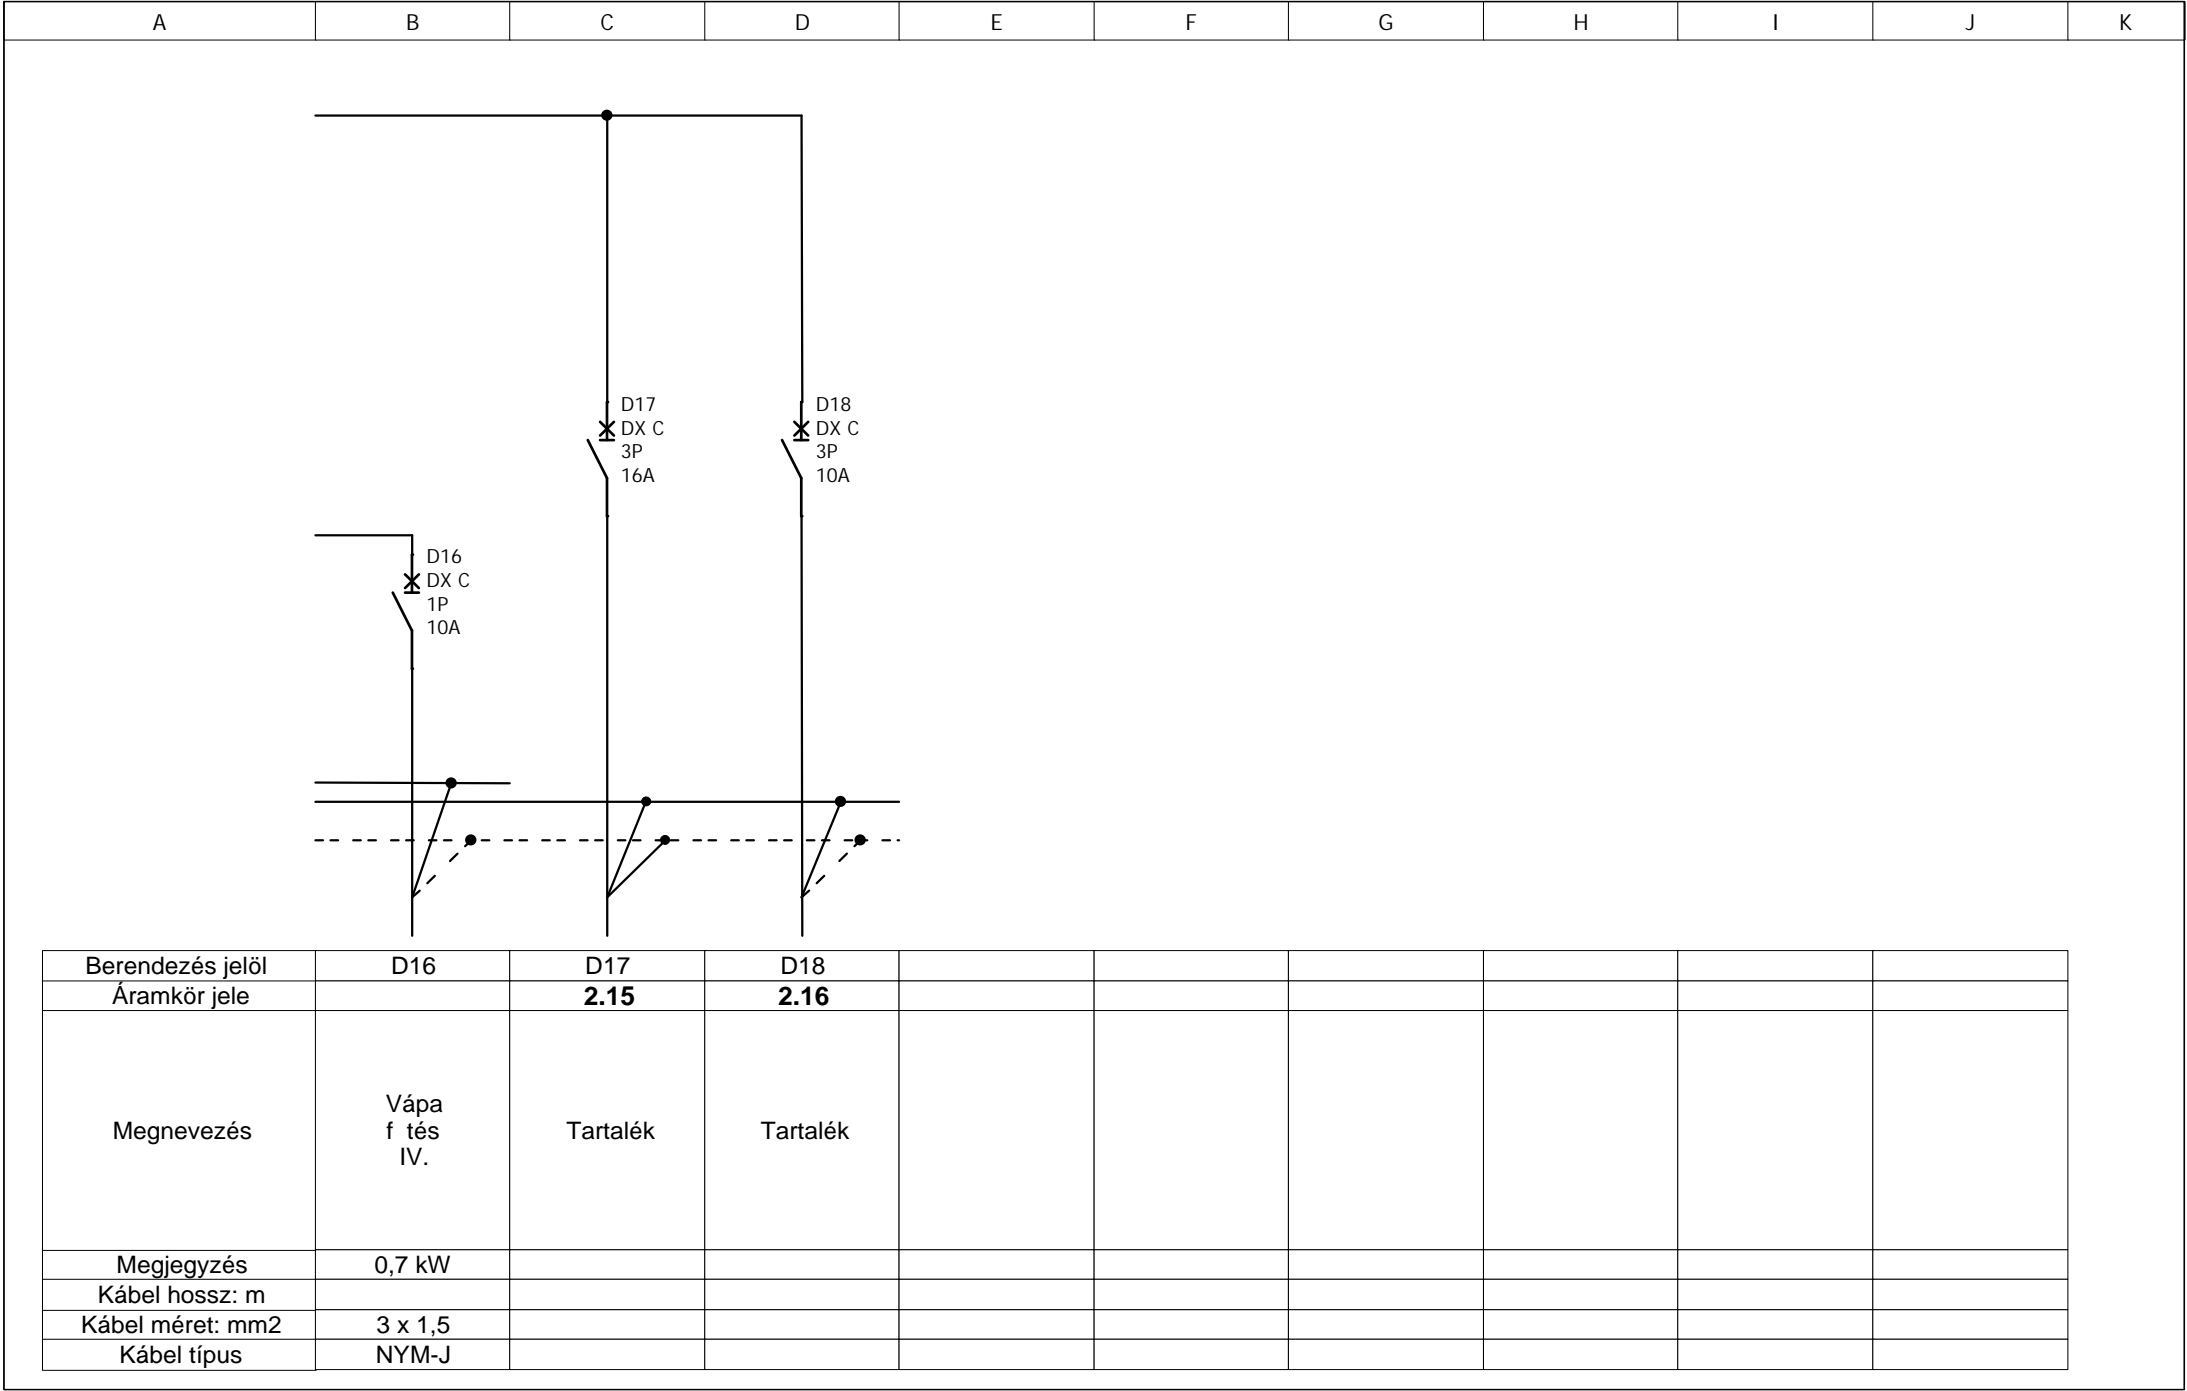 A B C D E F G H I J K
D17
DX C
3P
16A
D18
DX C
3P
10A
D16
DX C
1P
10A
Berendezés jelöl D16 D17 D18
Áramkör jele 2.15 2.16
Megnevezés
Vápa
f tés
IV.
Tartalék
Tartalék
Megjegyzés 0,7 kW
Kábel hossz: m
Kábel méret: mm2 3 x 1,5
Kábel típus NYM-J